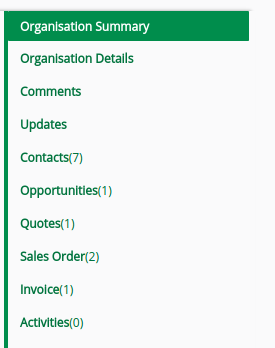 Organisation Summary
Organisation Details
Comments
Updates
Contacts(7)
Opportunities(1)
Quotes(1)
Sales Order(2)
Invoice(1)
Activities(0)